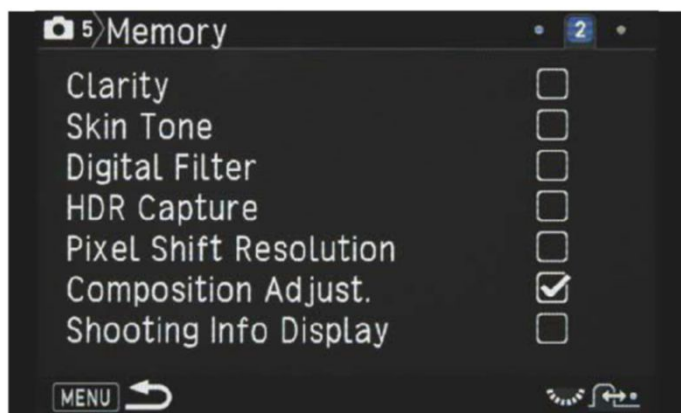 5 Memory 2
Clarity
Skin Tone
Digital Filter
HDR Capture
Pixel Shift Resolution
Composition Adjust.
Shooting Info Display
MENU